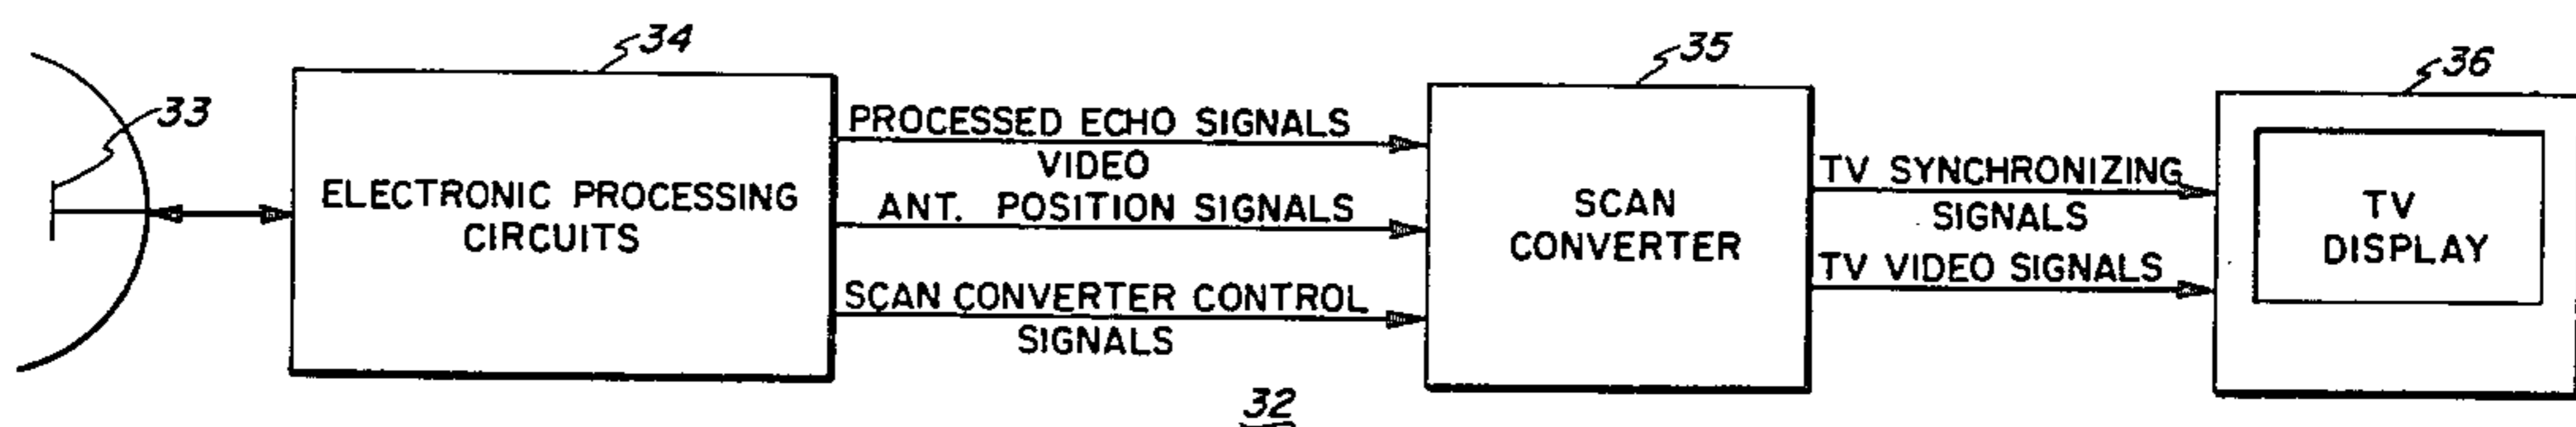 34
35
36
33
PROCESSED ECHO SIGNALS
VIDEO
ANT. POSITION SIGNALS
SCAN CONVERTER CONTROL
SIGNALS
ELECTRONIC PROCESSING
CIRCUITS
SCAN
CONVERTER
TV SYNCHRONIZING
SIGNALS
TV VIDEO SIGNALS
TV
DISPLAY
32